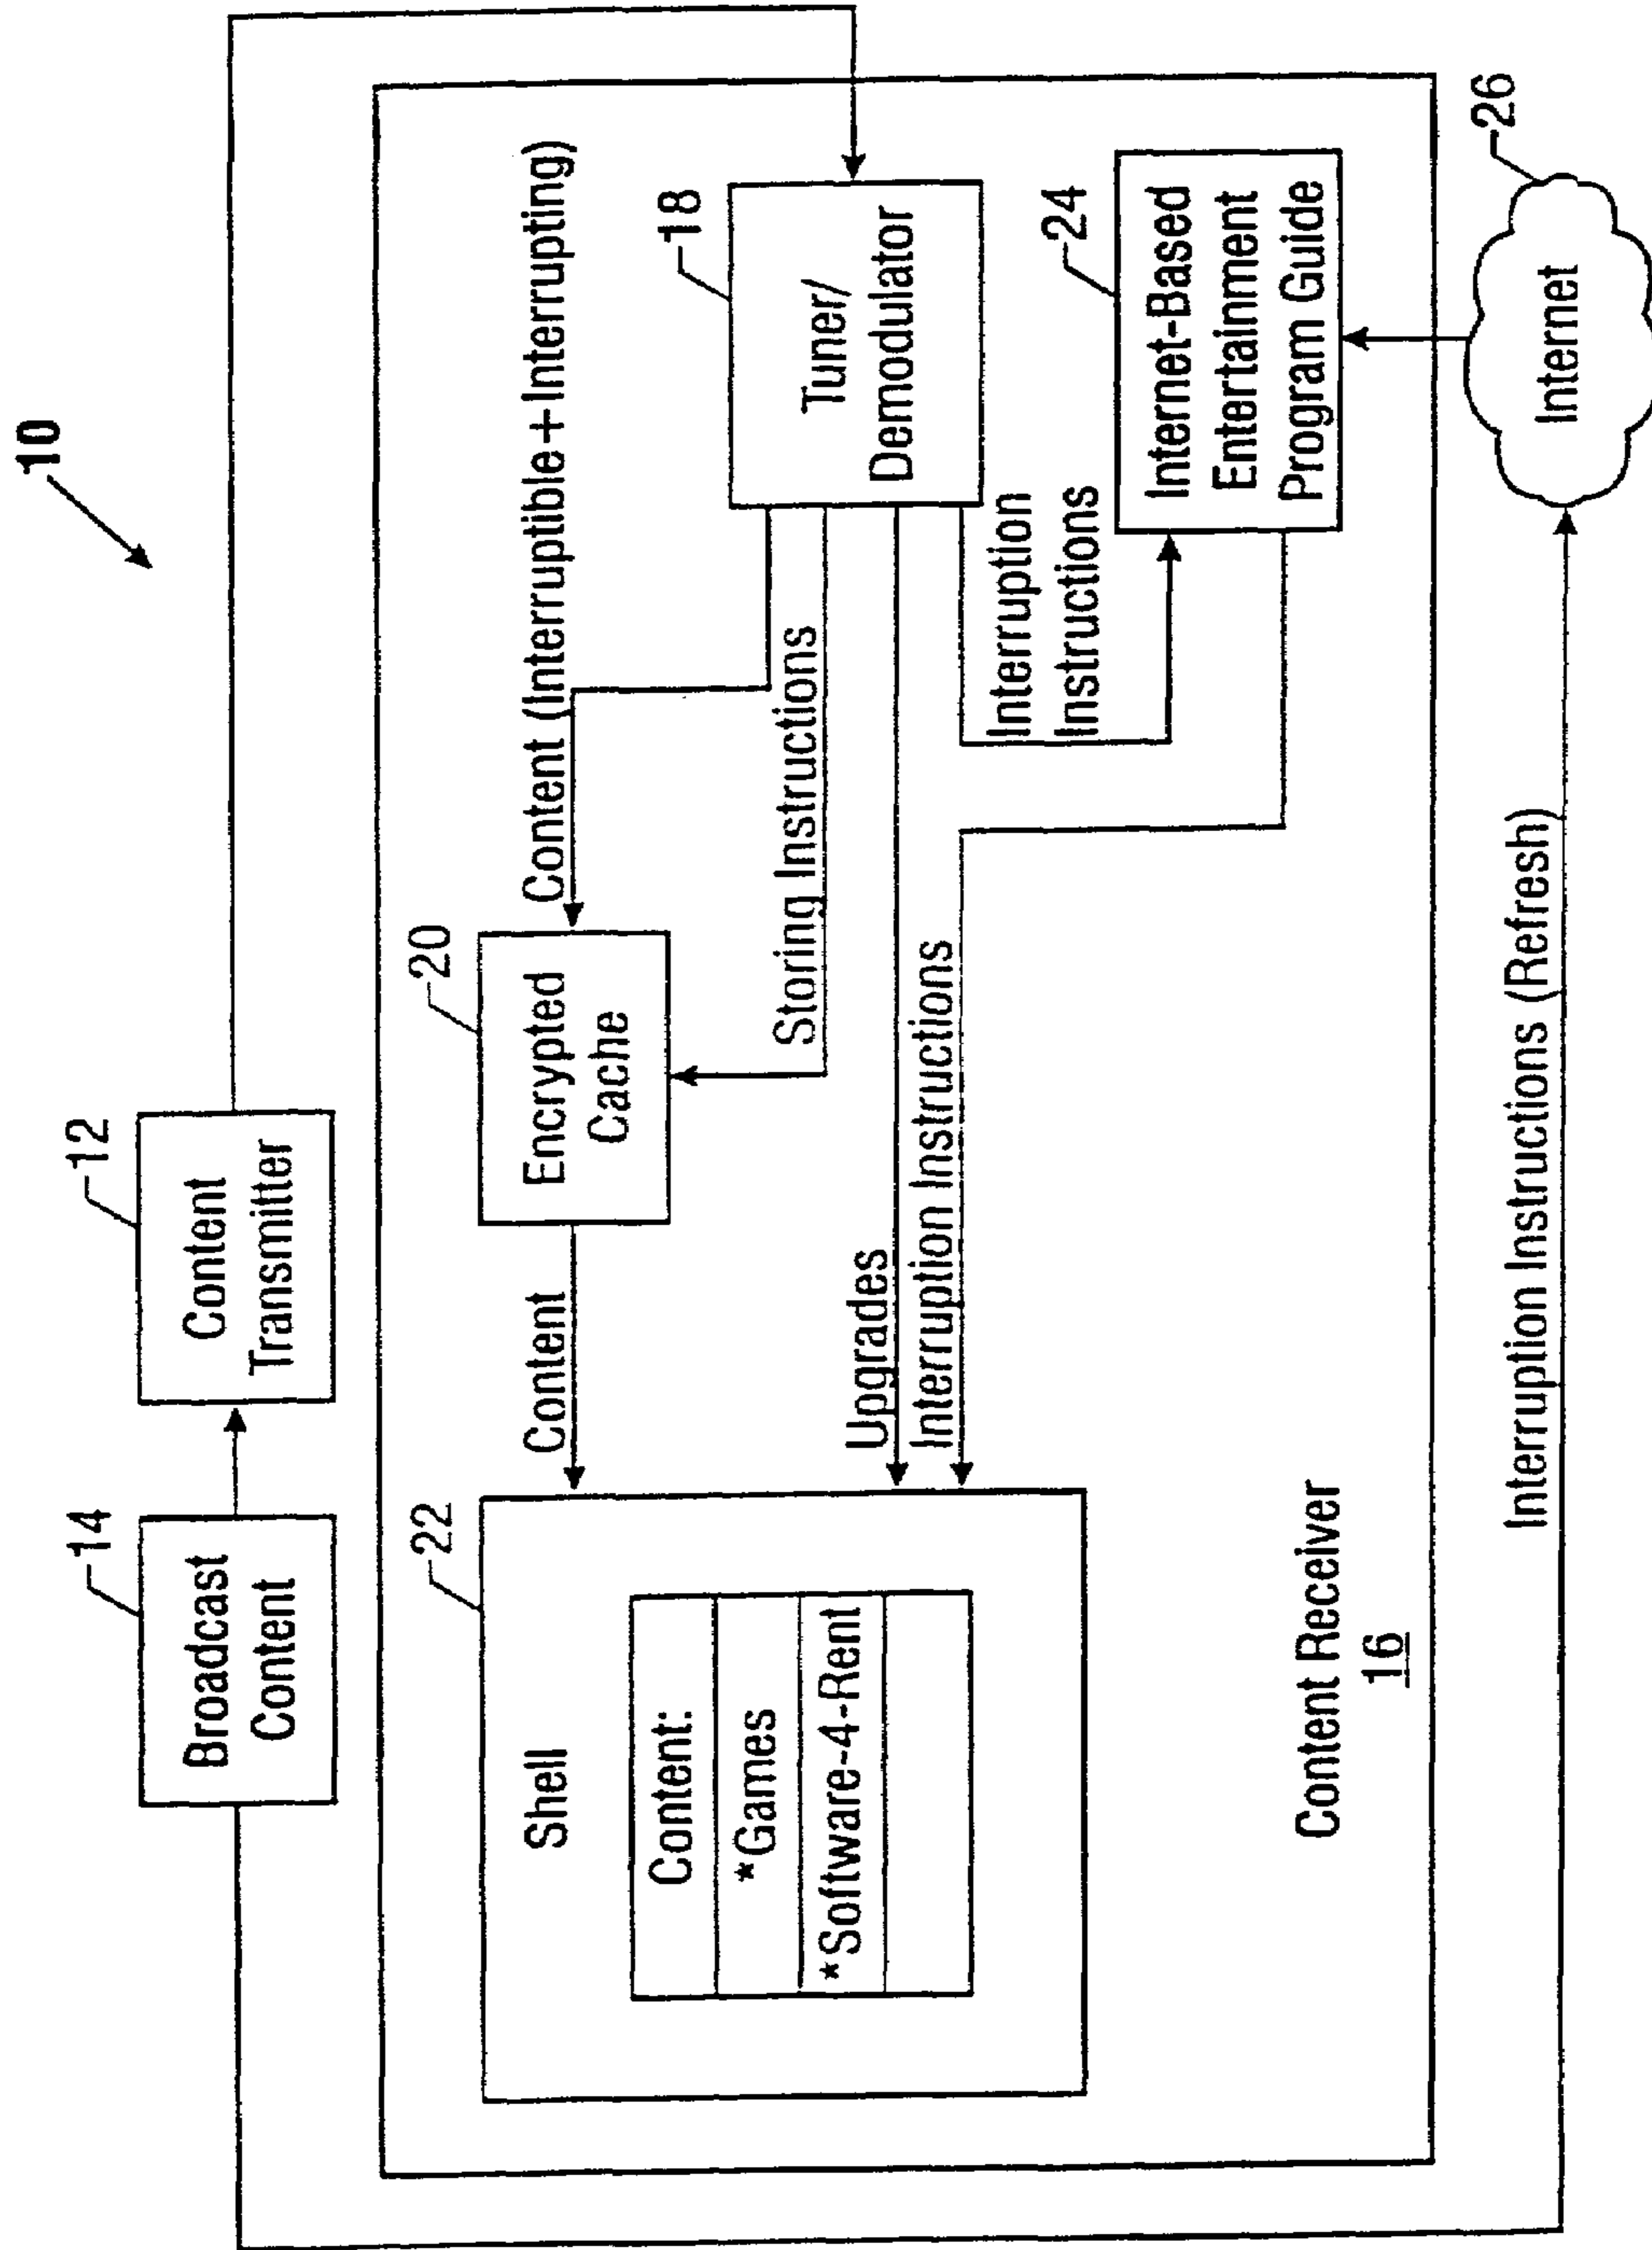 10
14
Broadcast
Content
12
Content
Transmitter
22
Shell
Content:
*Games
*Software-4-Rent
Content
20
Encrypted
Cache
Content (Interruptible+Interrupting)
Storing Instructions
18
Tuner/
Demodulator
Upgrades
Interruption Instructions
Interruption
Instructions
24
Internet-Based
Entertainment
Program Guide
Content Receiver
16
Interruption Instructions (Refresh)
26
Internet